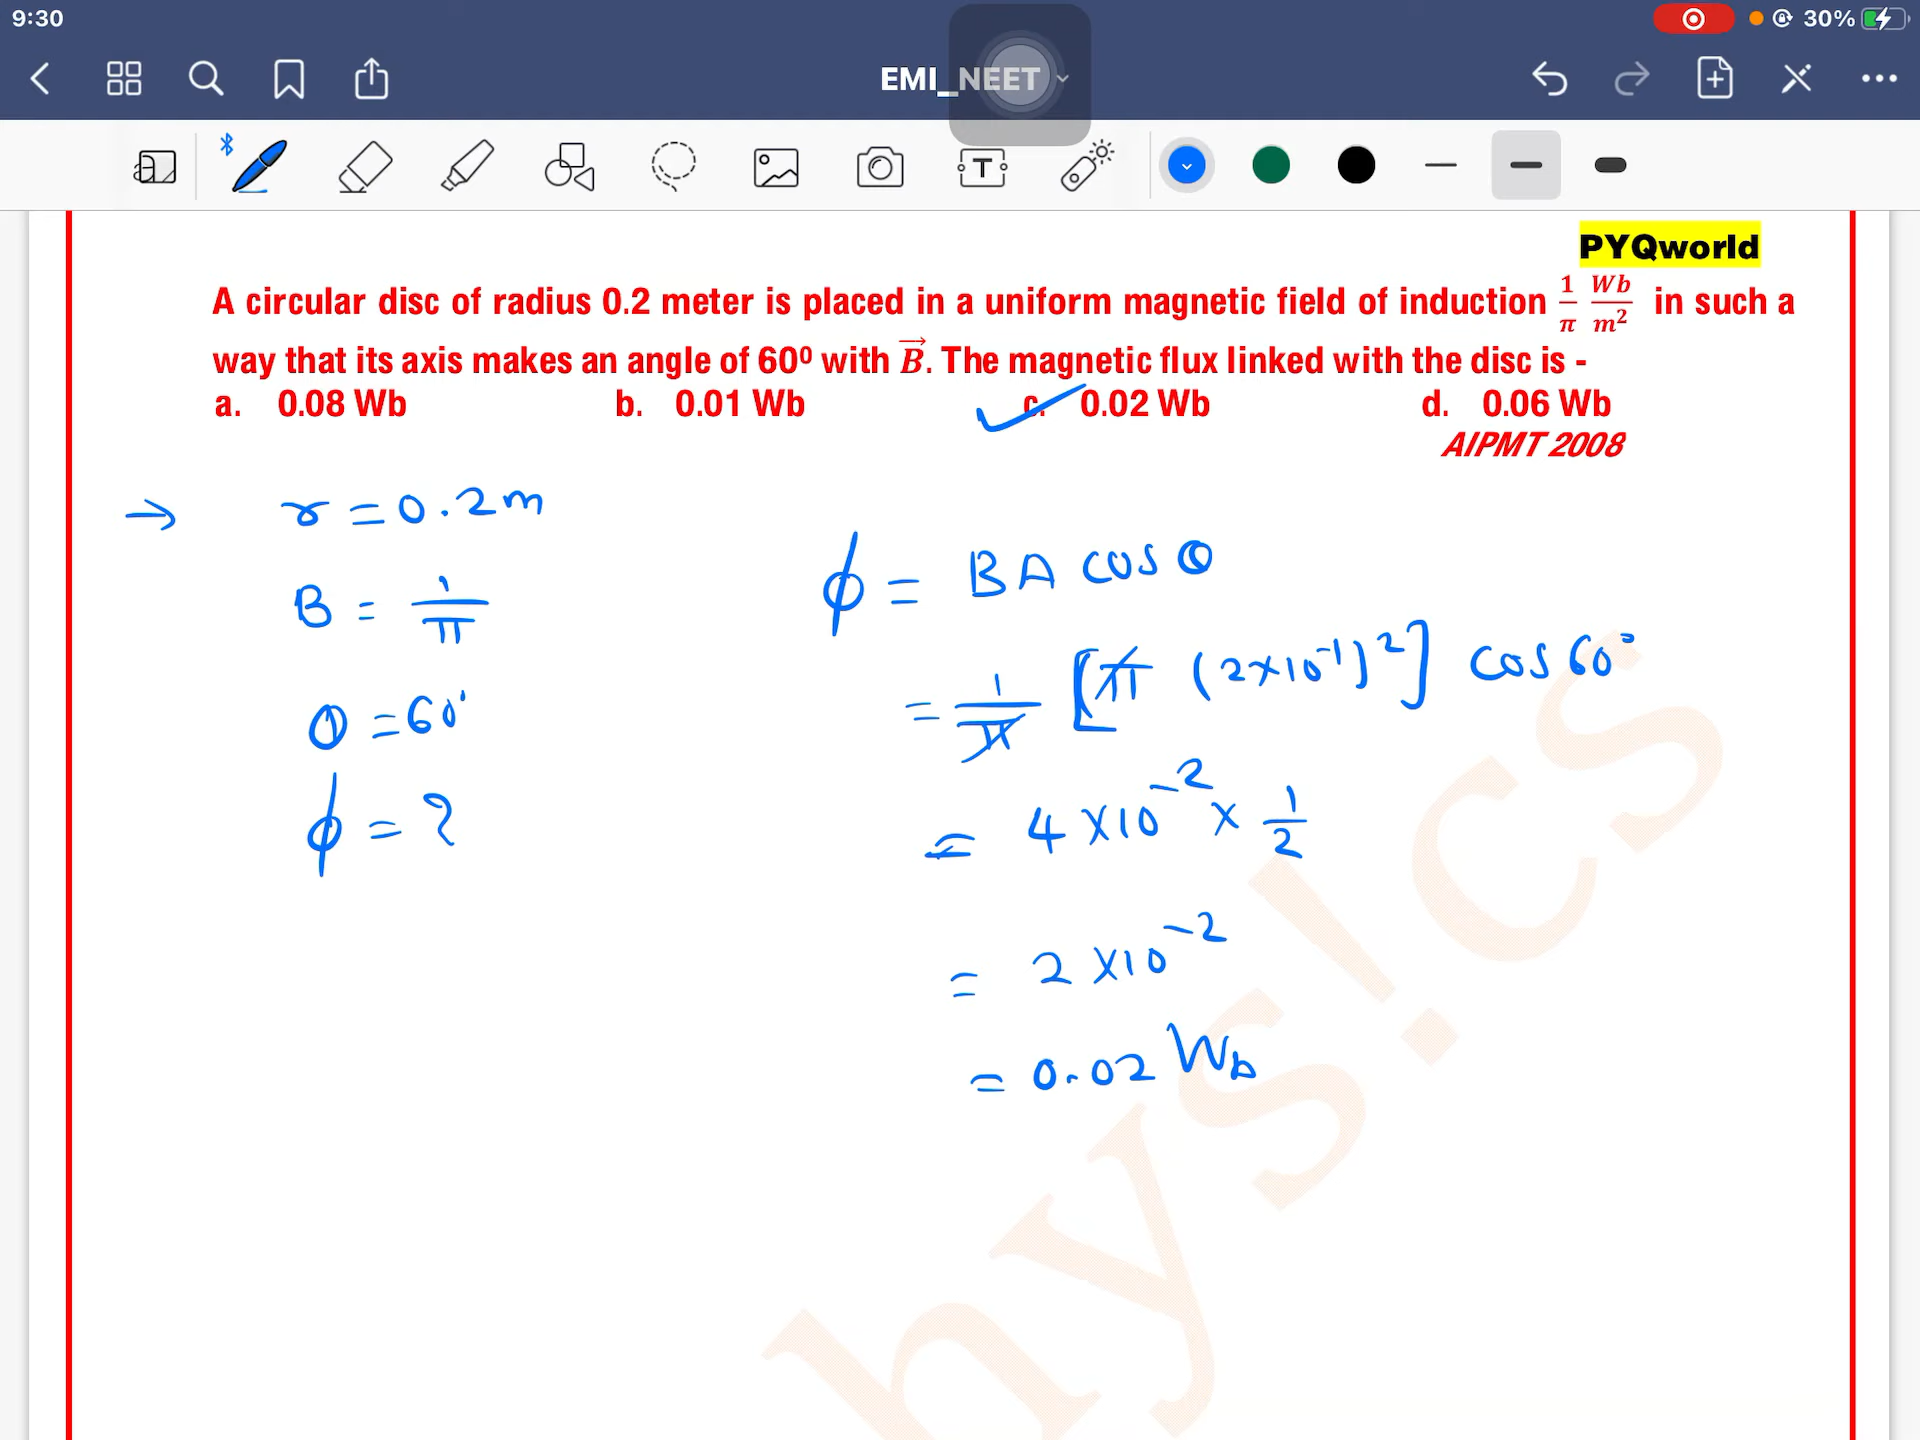 9:30
30%
EMI_NEET
PYQworld
A circular disc of radius 0.2 meter is placed in a uniform magnetic field of induction 1/π Wb/m² in such a
way that its axis makes an angle of 60⁰ with B⃗. The magnetic flux linked with the disc is -
a. 0.08 Wb b. 0.01 Wb c. 0.02 Wb d. 0.06 Wb
AIPMT 2008
→ r = 0.2 m
B = 1/π
θ = 60°
ϕ = ?
ϕ = BA cos θ
= 1/π [π (2×10⁻¹)²] cos 60°
= 4 × 10⁻² × 1/2
= 2 × 10⁻²
= 0.02 Wb
hys!cs